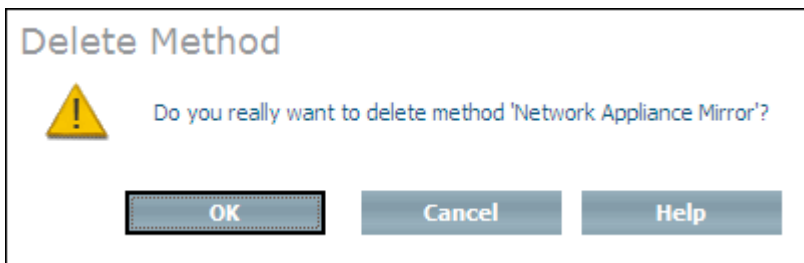 Delete Method
Do you really want to delete method 'Network Appliance Mirror'?
OK
Cancel
Help